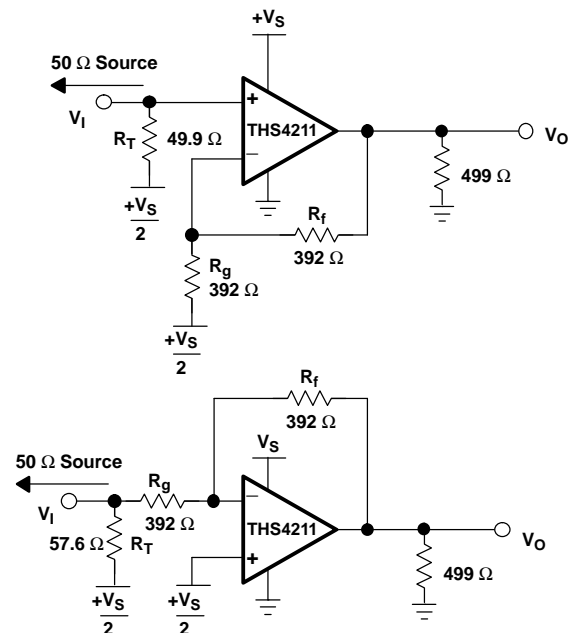 +VS
50 Ω Source
+
VI
THS4211
VO
RT
49.9 Ω
−
499 Ω
+VS
2
Rf
392 Ω
Rg
392 Ω
+VS
2
Rf
392 Ω
VS
50 Ω Source
Rg
−
VI
392 Ω
THS4211
VO
57.6 Ω
RT
+
499 Ω
+VS
2
+VS
2